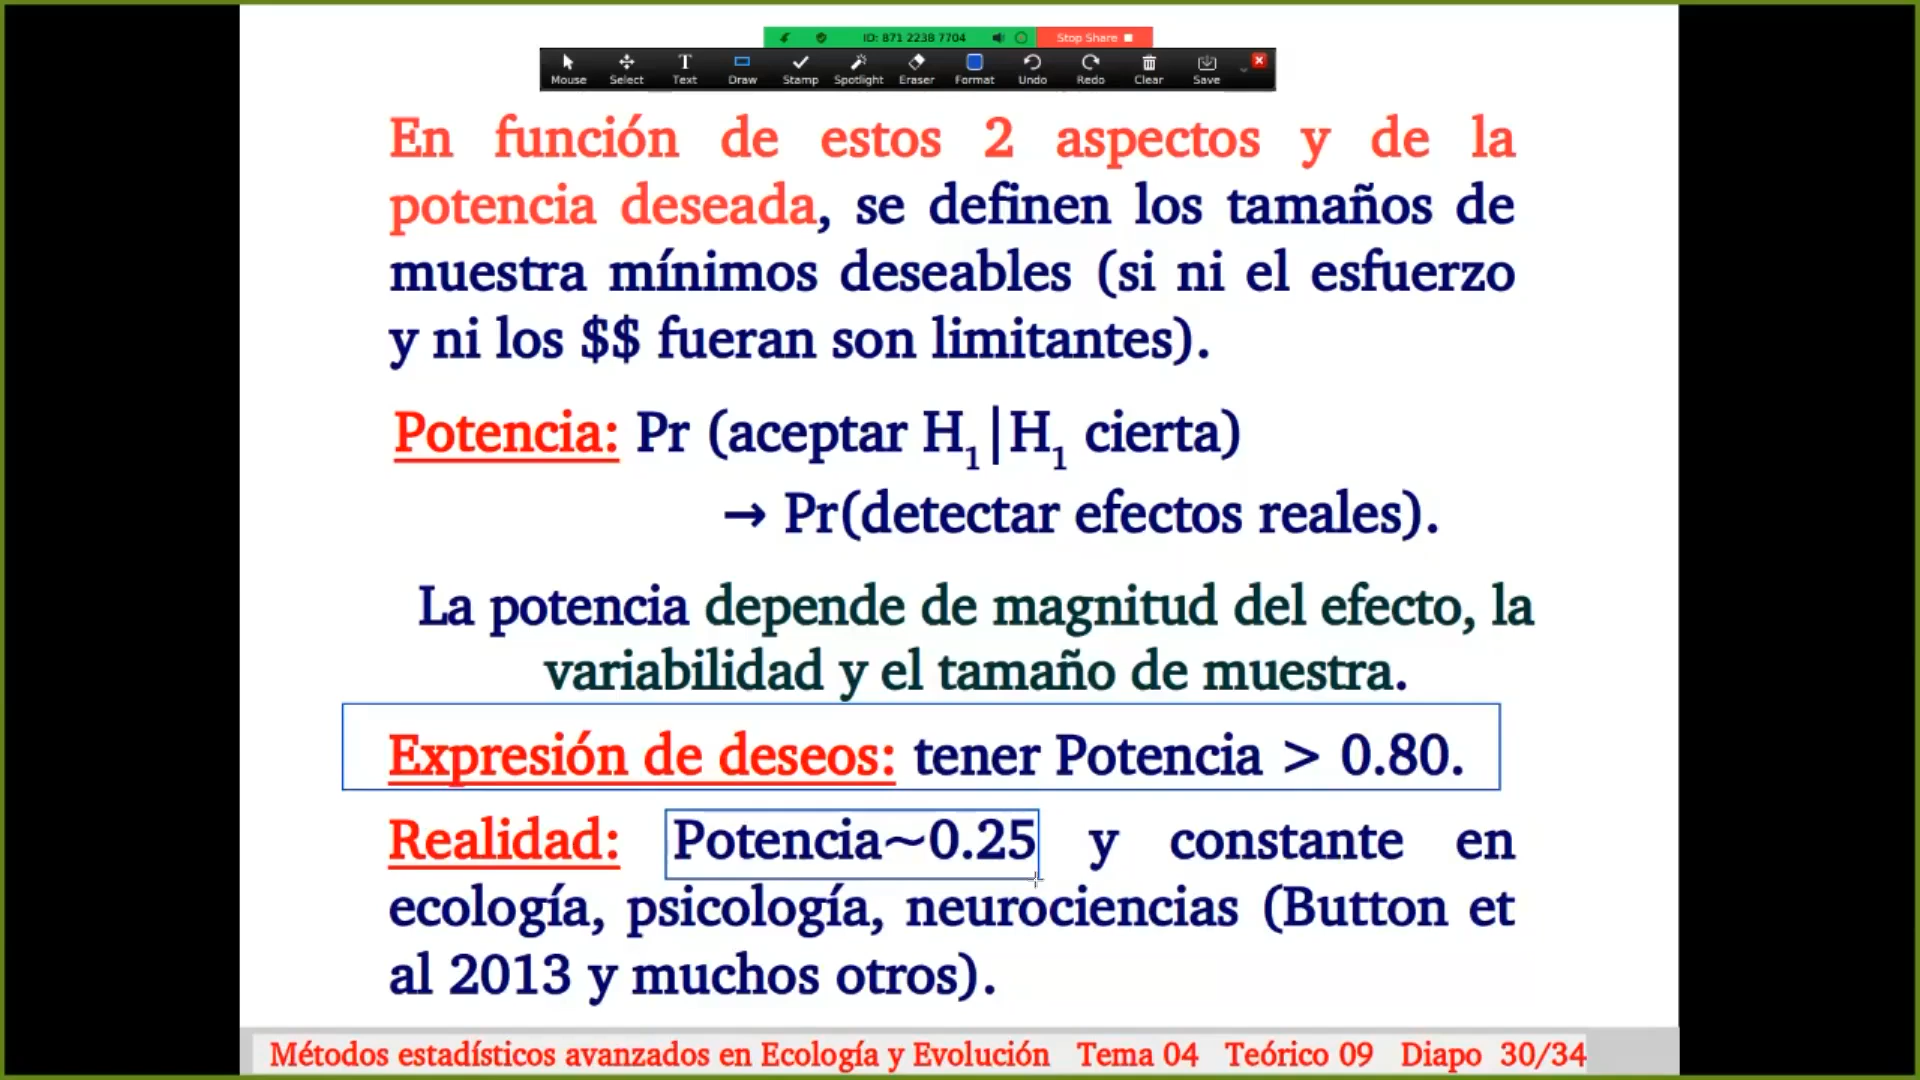 ID: 871 2238 7704 Stop Share
Mouse Select Text Draw Stamp Spotlight Eraser Format Undo Redo Clear Save
En función de estos 2 aspectos y de la
potencia deseada, se definen los tamaños de
muestra mínimos deseables (si ni el esfuerzo
y ni los $$ fueran son limitantes).
Potencia: Pr (aceptar H₁|H₁ cierta)
→ Pr(detectar efectos reales).
La potencia depende de magnitud del efecto, la
variabilidad y el tamaño de muestra.
Expresión de deseos: tener Potencia > 0.80.
Realidad: Potencia~0.25 y constante en
ecología, psicología, neurociencias (Button et
al 2013 y muchos otros).
Métodos estadísticos avanzados en Ecología y Evolución Tema 04 Teórico 09 Diapo 30/34